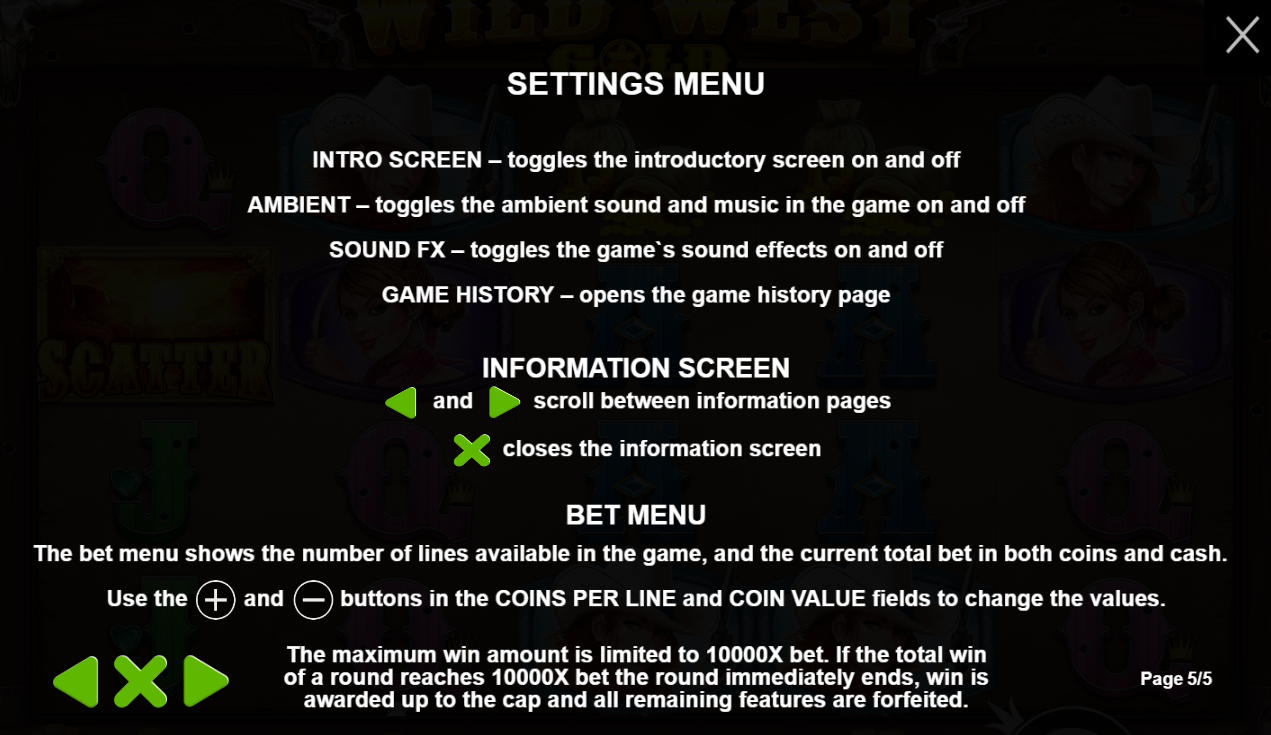 WILD WEST
GOLD
SETTINGS MENU
INTRO SCREEN – toggles the introductory screen on and off
AMBIENT – toggles the ambient sound and music in the game on and off
SOUND FX – toggles the game`s sound effects on and off
GAME HISTORY – opens the game history page
SCATTER
INFORMATION SCREEN
and scroll between information pages
closes the information screen
BET MENU
The bet menu shows the number of lines available in the game, and the current total bet in both coins and cash.
Use the + and − buttons in the COINS PER LINE and COIN VALUE fields to change the values.
The maximum win amount is limited to 10000X bet. If the total win
of a round reaches 10000X bet the round immediately ends, win is
awarded up to the cap and all remaining features are forfeited.
Page 5/5